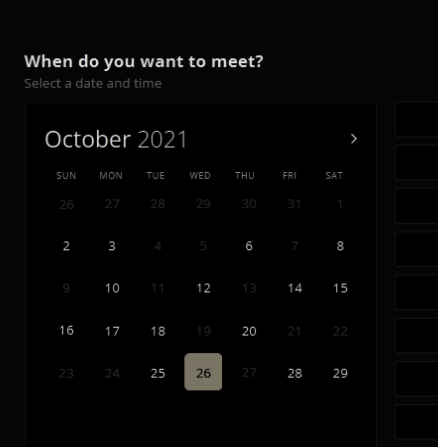 When do you want to meet?
Select a date and time
October 2021
SUN MON TUE WED THU FRI SAT
26 27 28 29 30 31 1
2 3 4 5 6 7 8
9 10 11 12 13 14 15
16 17 18 19 20 21 22
23 24 25 26 27 28 29